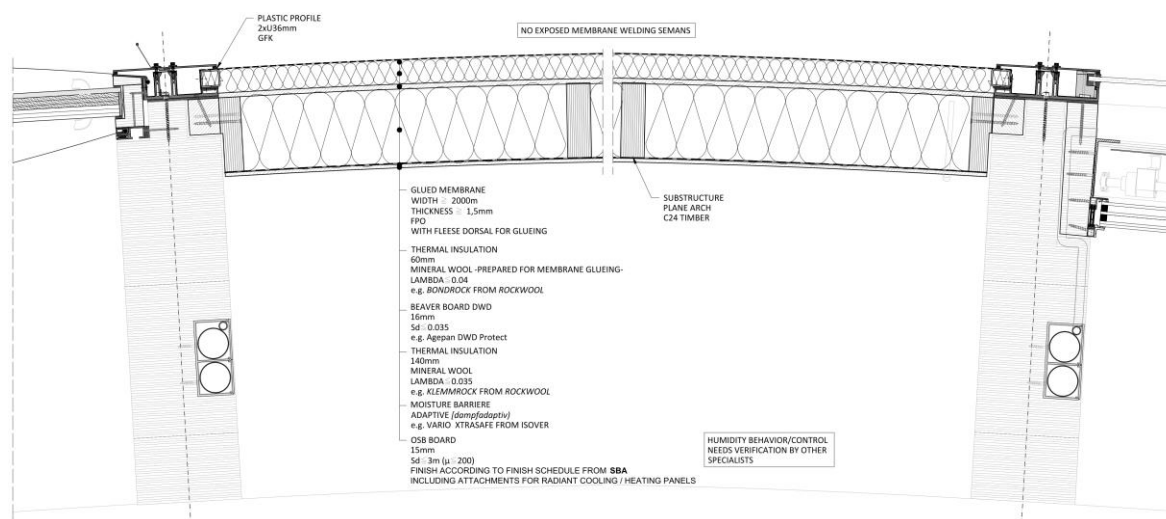 PLASTIC PROFILE
2xU36mm
GFK
NO EXPOSED MEMBRANE WELDING SEMANS
GLUED MEMBRANE
WIDTH ≥ 2000m
THICKNESS ≥ 1,5mm
FPO
WITH FLEESE DORSAL FOR GLUEING
THERMAL INSULATION
60mm
MINERAL WOOL -PREPARED FOR MEMBRANE GLUEING-
LAMBDA ≤ 0.04
e.g. BONDROCK FROM ROCKWOOL
BEAVER BOARD DWD
16mm
Sd ≤ 0.035
e.g. Agepan DWD Protect
THERMAL INSULATION
140mm
MINERAL WOOL
LAMBDA ≤ 0.035
e.g. KLEMMROCK FROM ROCKWOOL
MOISTURE BARRIERE
ADAPTIVE (dampfadaptiv)
e.g. VARIO XTRASAFE FROM ISOVER
OSB BOARD
15mm
Sd ≤ 3m (μ ≤ 200)
FINISH ACCORDING TO FINISH SCHEDULE FROM SBA
INCLUDING ATTACHMENTS FOR RADIANT COOLING / HEATING PANELS
SUBSTRUCTURE
PLANE ARCH
C24 TIMBER
HUMIDITY BEHAVIOR/CONTROL
NEEDS VERIFICATION BY OTHER
SPECIALISTS